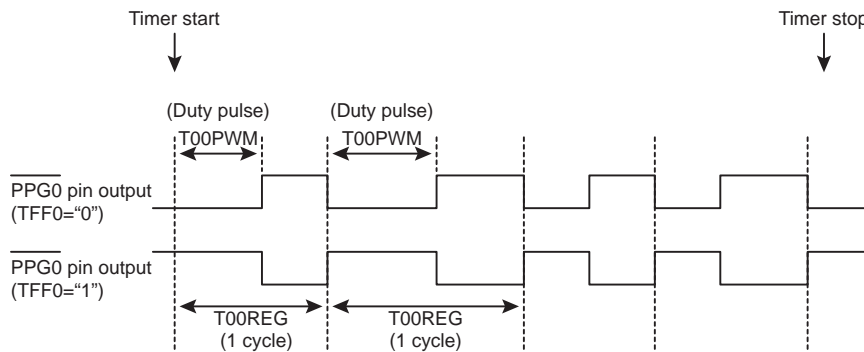 Timer start
Timer stop
(Duty pulse)
T00PWM
(Duty pulse)
T00PWM
PPG0 pin output
(TFF0=“0”)
PPG0 pin output
(TFF0=“1”)
T00REG
(1 cycle)
T00REG
(1 cycle)